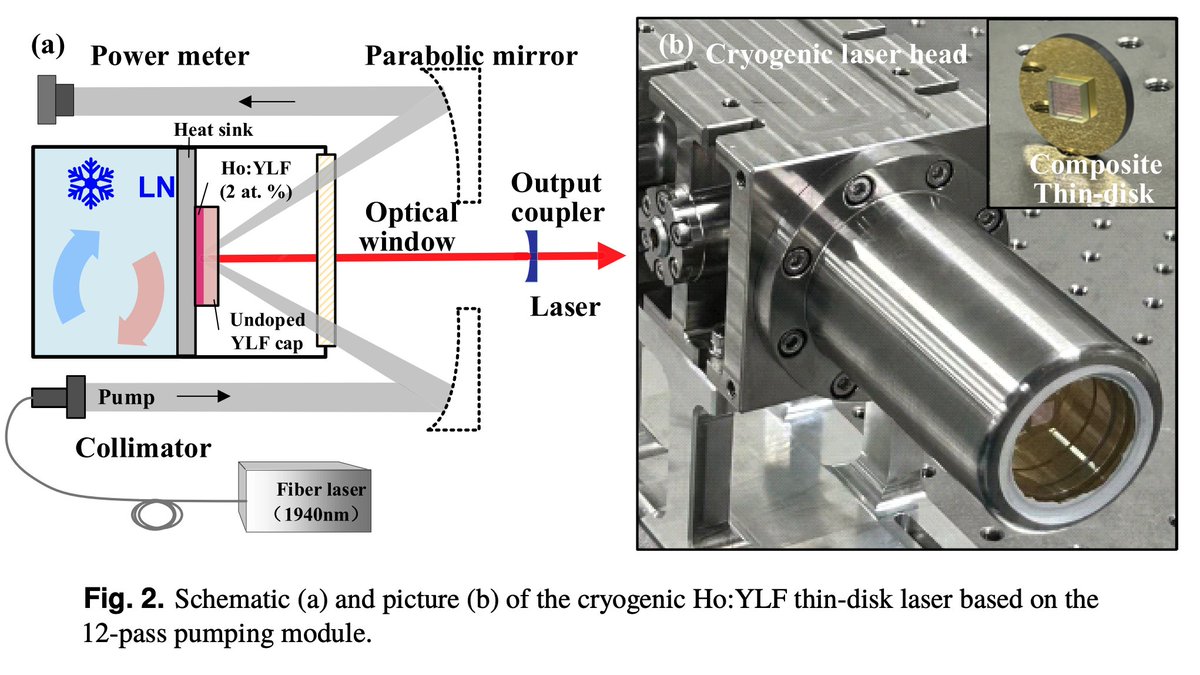 (a)
Power meter
Parabolic mirror
Heat sink
LN
Ho:YLF
(2 at. %)
Optical
window
Output
coupler
Laser
Undoped
YLF cap
Pump
Collimator
Fiber laser
（1940nm）
(b)
Cryogenic laser head
Composite
Thin-disk
Fig. 2. Schematic (a) and picture (b) of the cryogenic Ho:YLF thin-disk laser based on the
12-pass pumping module.